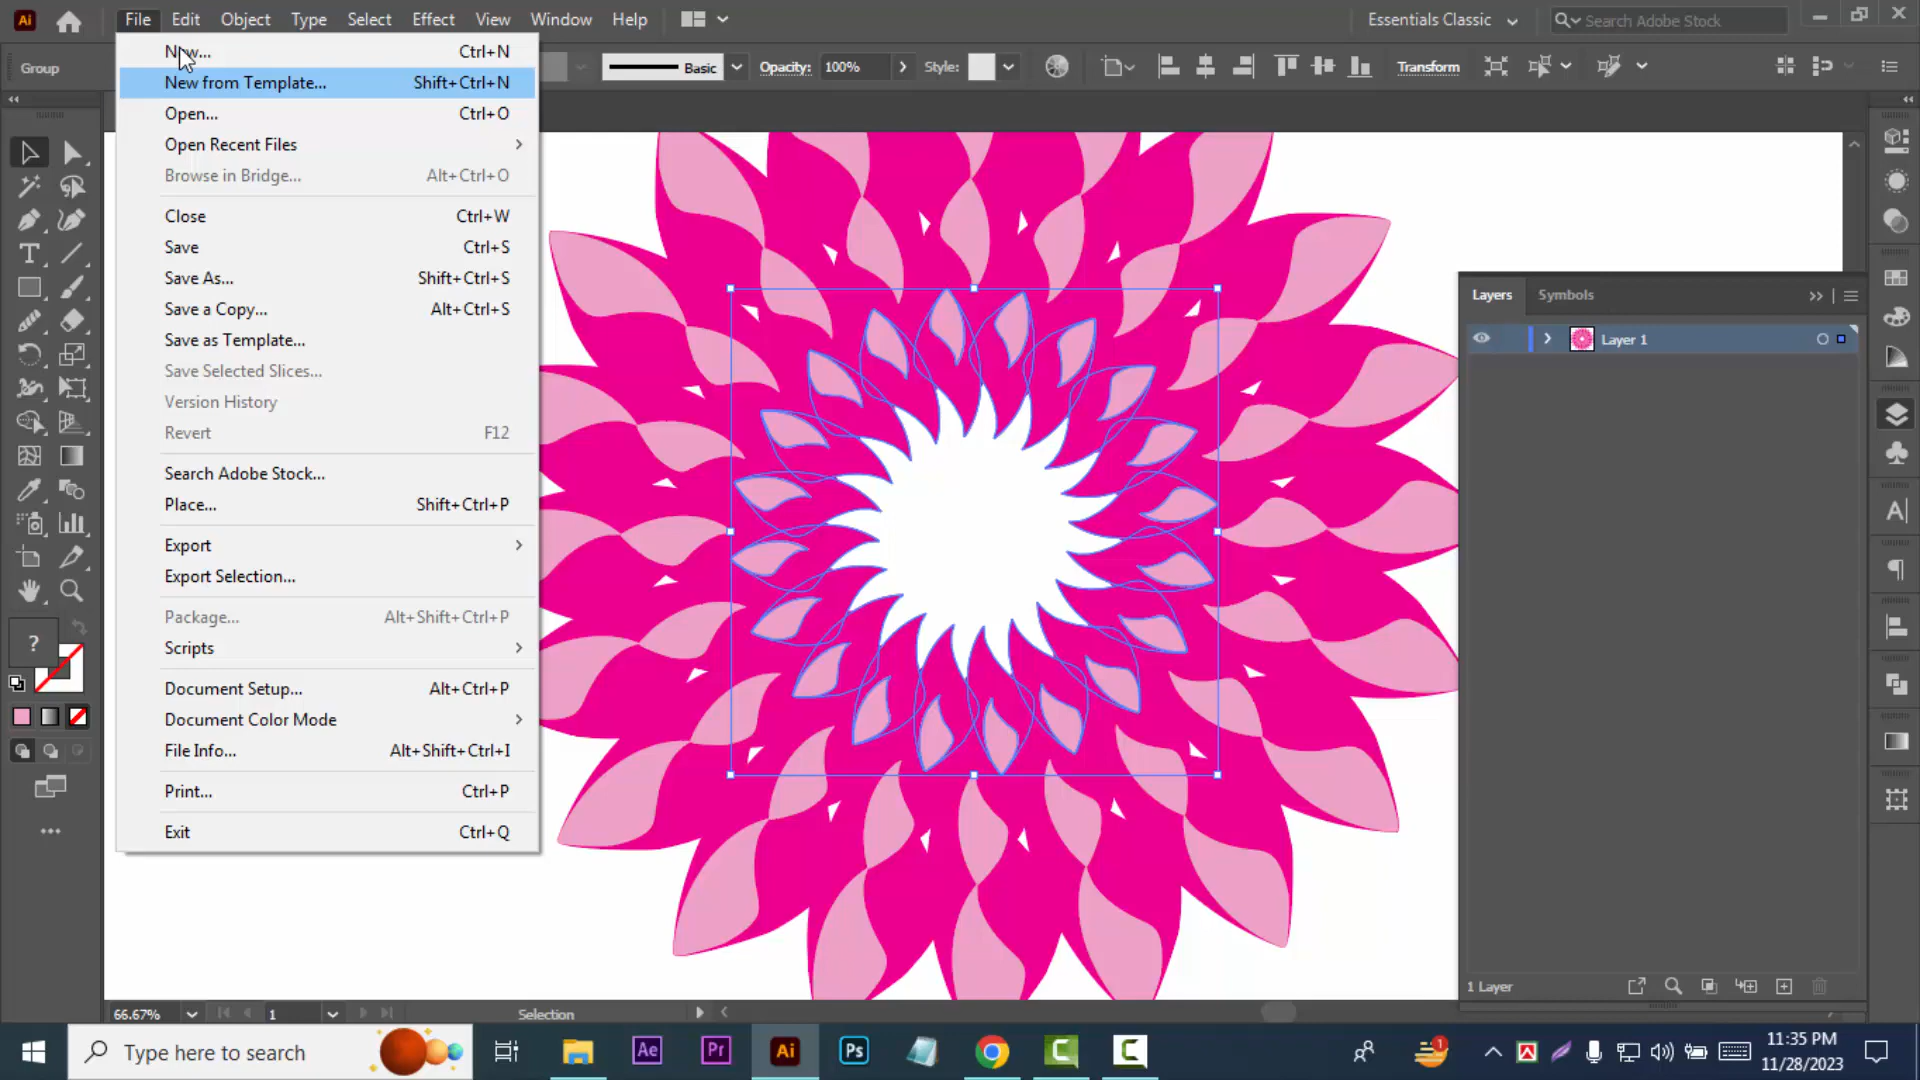 Ai File Edit Object Type Select Effect View Window Help Essentials Classic Search Adobe Stock
Group Basic Opacity: 100% Style: Transform
New... Ctrl+N
New from Template... Shift+Ctrl+N
Open... Ctrl+O
Open Recent Files
Browse in Bridge... Alt+Ctrl+O
Close Ctrl+W
Save Ctrl+S
Save As... Shift+Ctrl+S
Save a Copy... Alt+Ctrl+S
Save as Template...
Save Selected Slices...
Version History
Revert F12
Search Adobe Stock...
Place... Shift+Ctrl+P
Export
Export Selection...
Package... Alt+Shift+Ctrl+P
Scripts
Document Setup... Alt+Ctrl+P
Document Color Mode
File Info... Alt+Shift+Ctrl+I
Print... Ctrl+P
Exit Ctrl+Q
?
Layers Symbols
Layer 1
1 Layer
66.67% 1 Selection
Type here to search Ae Pr Ai Ps 1 11:35 PM
11/28/2023